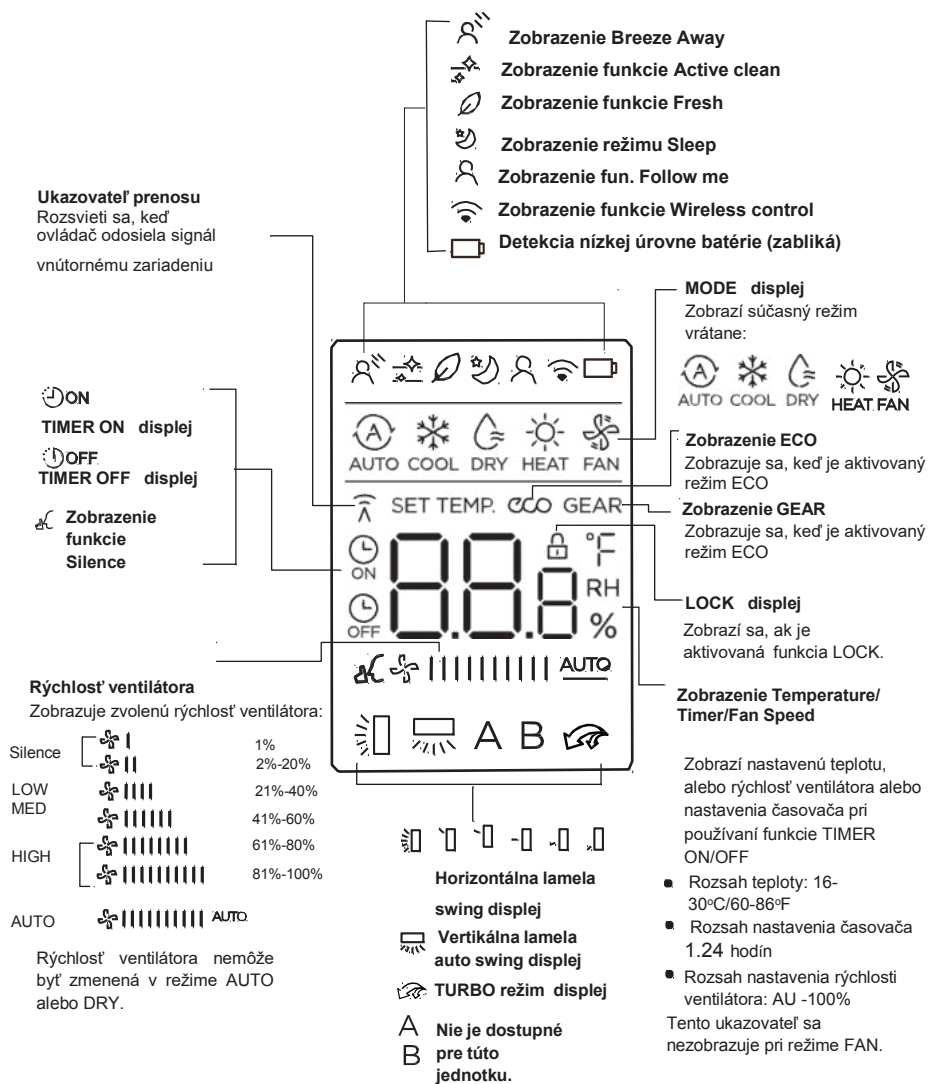 Zobrazenie Breeze Away
Zobrazenie funkcie Active clean
Zobrazenie funkcie Fresh
Zobrazenie režimu Sleep
Zobrazenie fun. Follow me
Zobrazenie funkcie Wireless control
Detekcia nízkej úrovne batérie (zabliká)
Ukazovateľ prenosu
Rozsvieti sa, keď
ovládač odosiela signál
vnútornému zariadeniu
ON
TIMER ON displej
OFF
TIMER OFF displej
Zobrazenie
funkcie
Silence
AUTO COOL DRY HEAT FAN
SET TEMP. eco GEAR
ON
OFF
88.8
°F
RH
%
AUTO
A B
MODE displej
Zobrazí súčasný režim
vrátane:
A
AUTO COOL DRY HEAT FAN
Zobrazenie ECO
Zobrazuje sa, keď je aktivovaný
režim ECO
Zobrazenie GEAR
Zobrazuje sa, keď je aktivovaný
režim ECO
LOCK displej
Zobrazí sa, ak je
aktivovaná funkcia LOCK.
Zobrazenie Temperature/
Timer/Fan Speed
Zobrazí nastavenú teplotu,
alebo rýchlosť ventilátora alebo
nastavenia časovača pri
používaní funkcie TIMER
ON/OFF
Rozsah teploty: 16-
30°C/60-86°F
Rozsah nastavenia časovača
1.24 hodín
Rozsah nastavenia rýchlosti
ventilátora: AU -100%
Tento ukazovateľ sa
nezobrazuje pri režime FAN.
Rýchlosť ventilátora
Zobrazuje zvolenú rýchlosť ventilátora:
Silence
1%
2%-20%
LOW
21%-40%
MED
41%-60%
HIGH
61%-80%
81%-100%
AUTO AUTO
Rýchlosť ventilátora nemôže
byť zmenená v režime AUTO
alebo DRY.
Horizontálna lamela
swing displej
Vertikálna lamela
auto swing displej
TURBO režim displej
A Nie je dostupné
B pre túto
jednotku.